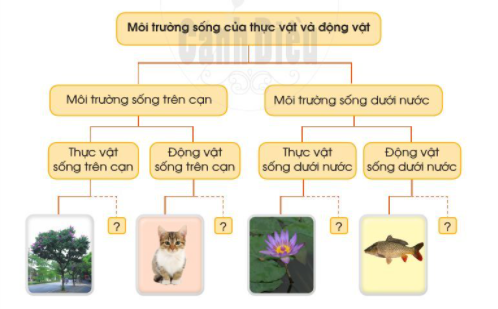 Môi trường sống của thực vật và động vật
Cánh Diều
Môi trường sống trên cạn
Môi trường sống dưới nước
Thực vật
sống trên cạn
Động vật
sống trên cạn
Thực vật
sống dưới nước
Động vật
sống dưới nước
?
?
?
?